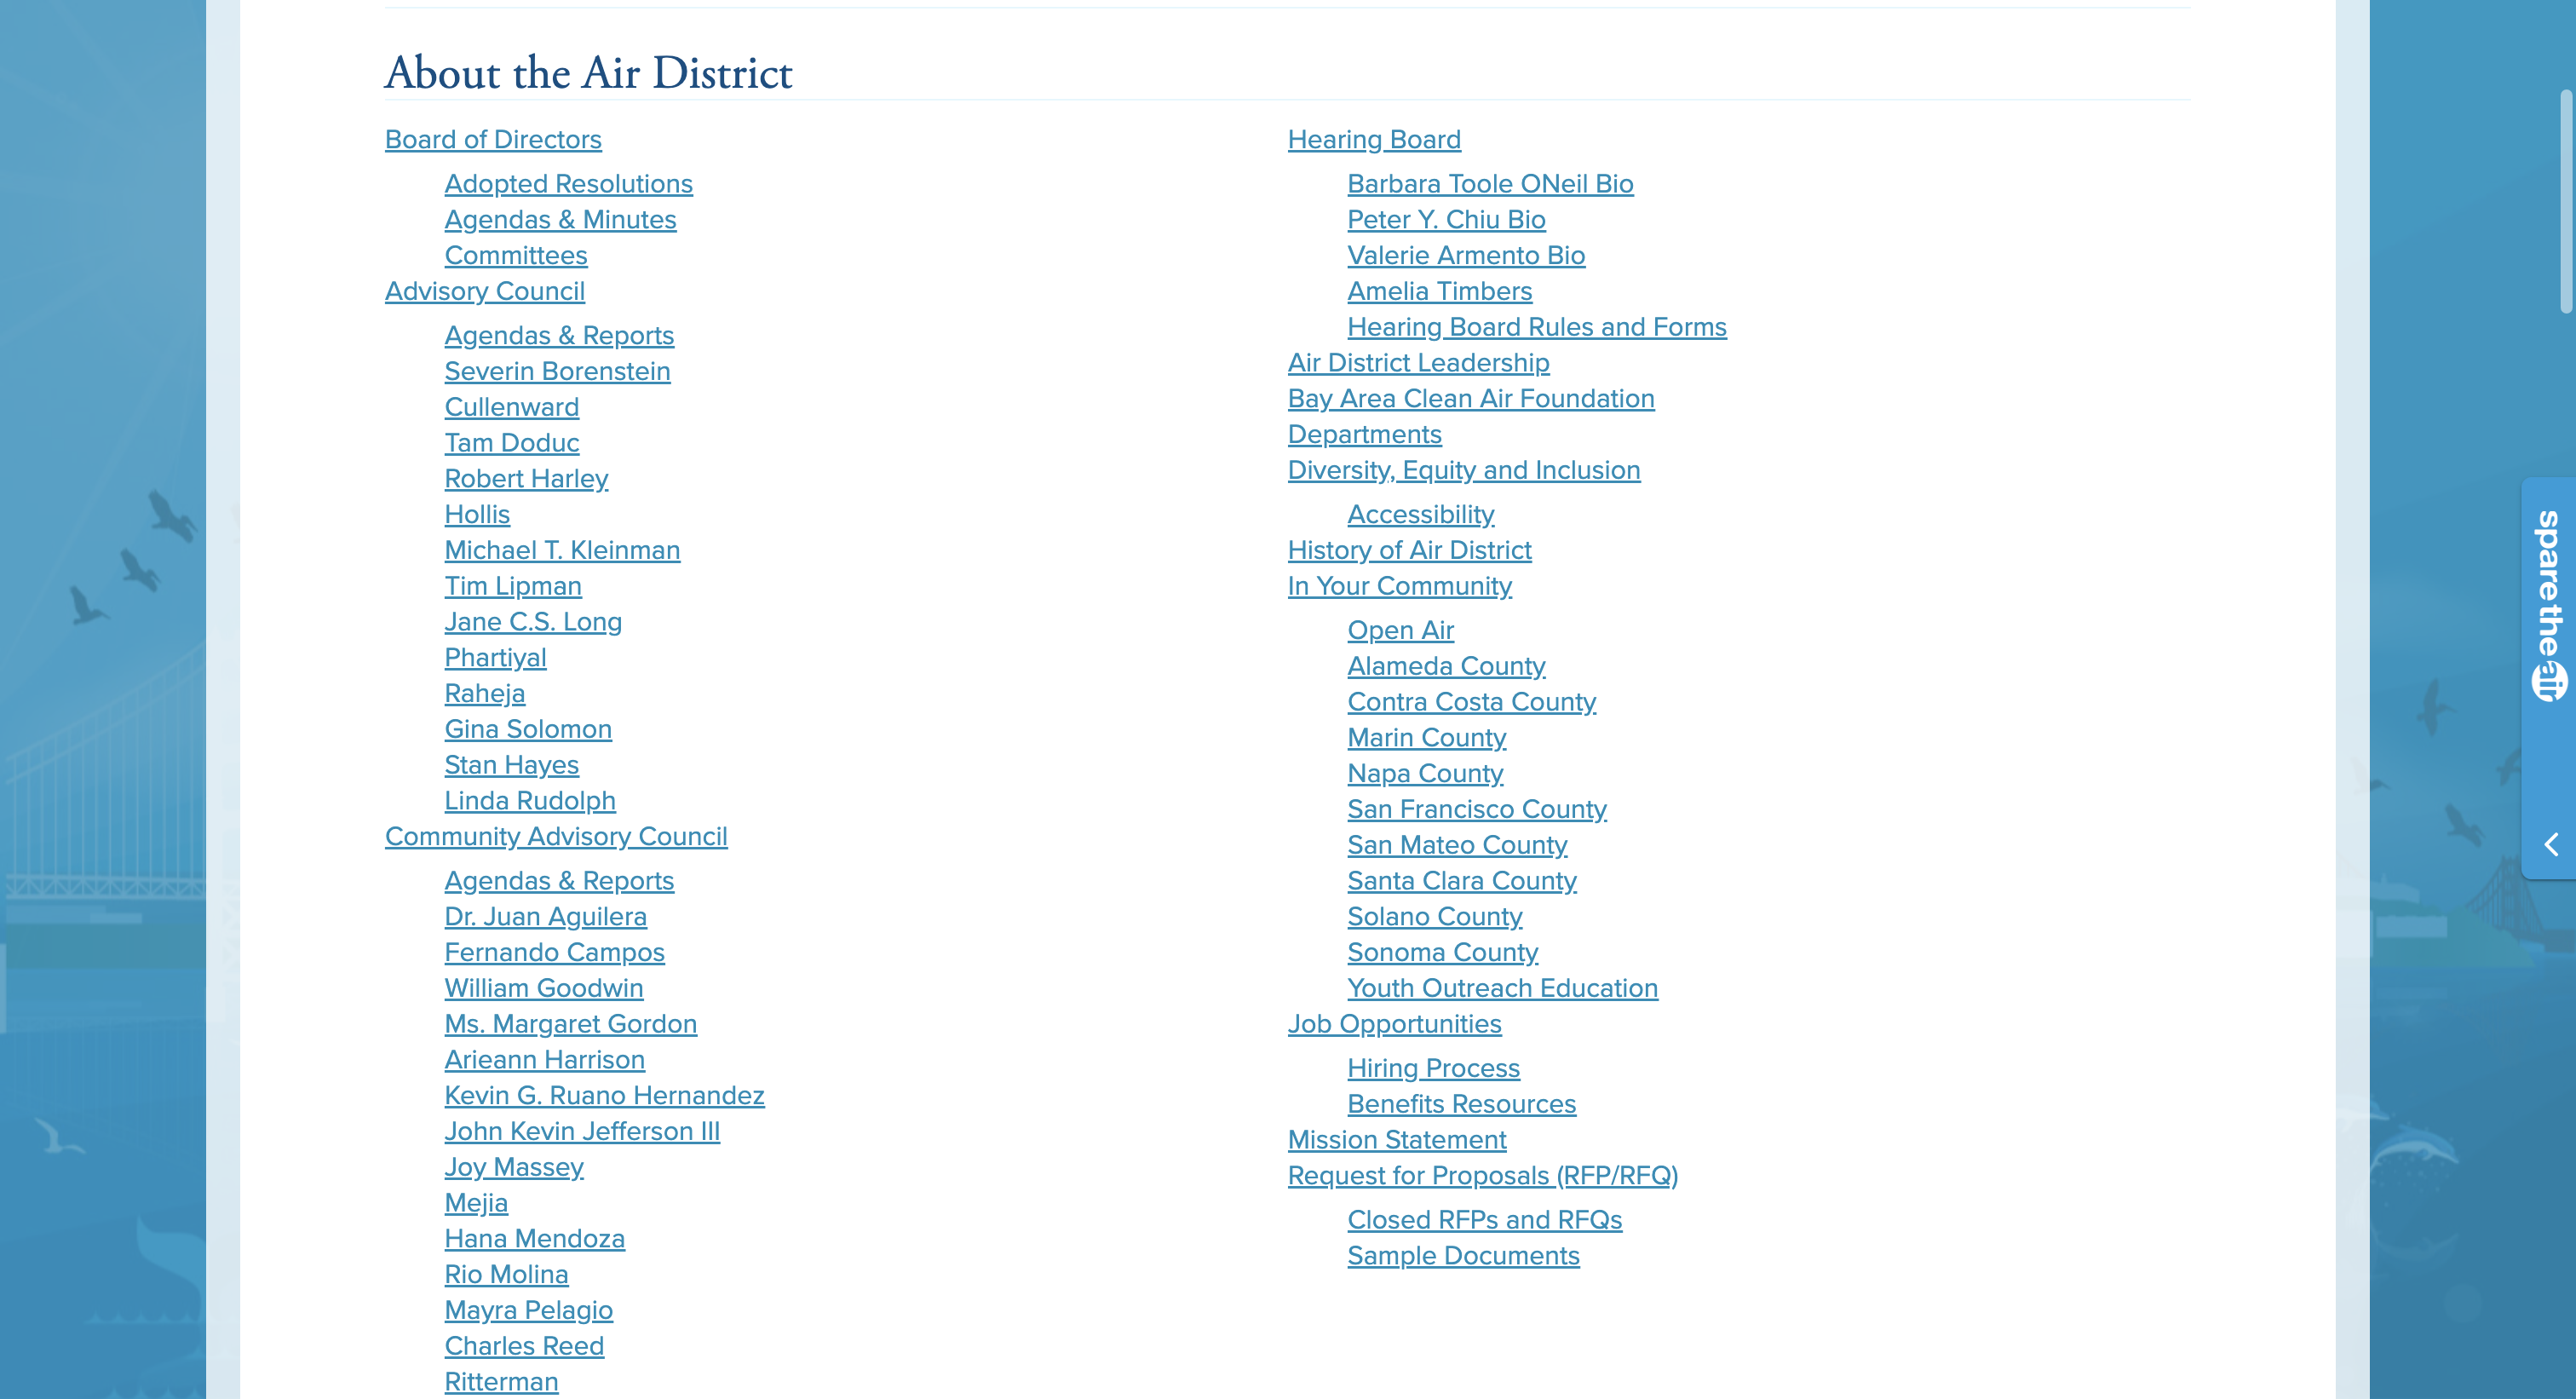 About the Air District
Board of Directors
Adopted Resolutions
Agendas & Minutes
Committees
Advisory Council
Agendas & Reports
Severin Borenstein
Cullenward
Tam Doduc
Robert Harley
Hollis
Michael T. Kleinman
Tim Lipman
Jane C.S. Long
Phartiyal
Raheja
Gina Solomon
Stan Hayes
Linda Rudolph
Community Advisory Council
Agendas & Reports
Dr. Juan Aguilera
Fernando Campos
William Goodwin
Ms. Margaret Gordon
Arieann Harrison
Kevin G. Ruano Hernandez
John Kevin Jefferson III
Joy Massey
Mejia
Hana Mendoza
Rio Molina
Mayra Pelagio
Charles Reed
Ritterman
Hearing Board
Barbara Toole ONeil Bio
Peter Y. Chiu Bio
Valerie Armento Bio
Amelia Timbers
Hearing Board Rules and Forms
Air District Leadership
Bay Area Clean Air Foundation
Departments
Diversity, Equity and Inclusion
Accessibility
History of Air District
In Your Community
Open Air
Alameda County
Contra Costa County
Marin County
Napa County
San Francisco County
San Mateo County
Santa Clara County
Solano County
Sonoma County
Youth Outreach Education
Job Opportunities
Hiring Process
Benefits Resources
Mission Statement
Request for Proposals (RFP/RFQ)
Closed RFPs and RFQs
Sample Documents
sparetheair